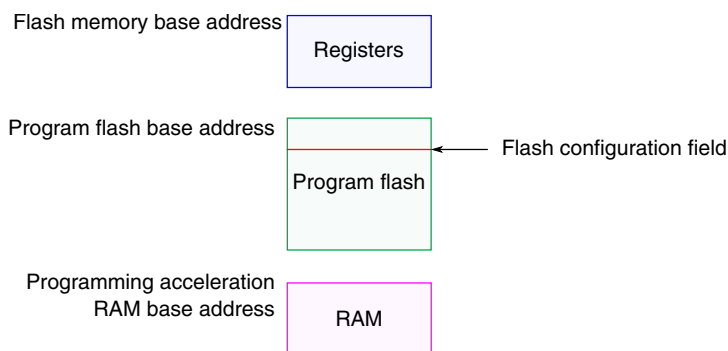 Flash memory base address
Registers
Program flash base address
Flash configuration field
Program flash
Programming acceleration
RAM base address
RAM